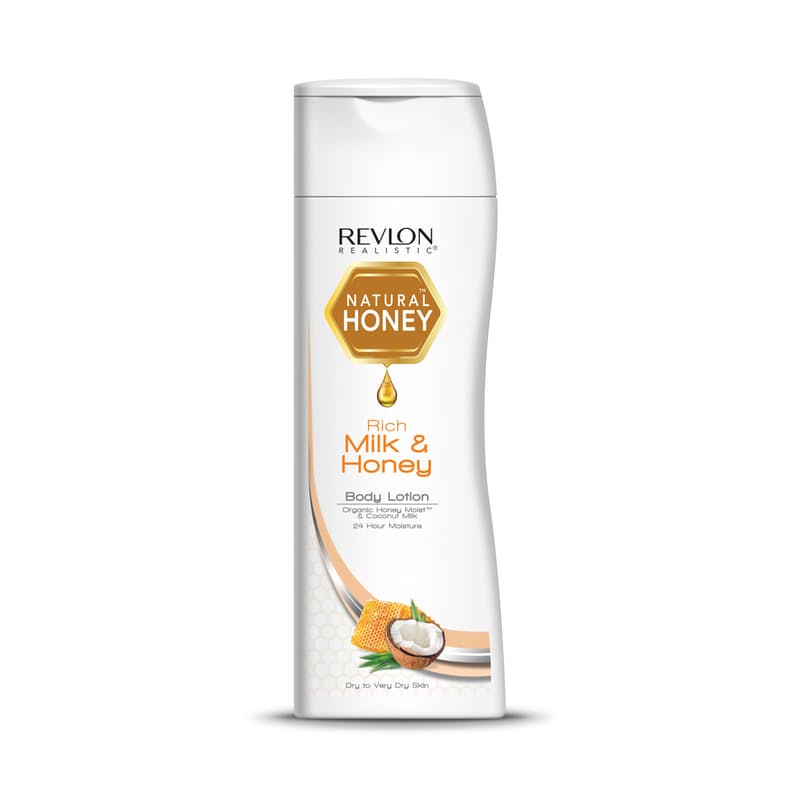 REVLON
REALISTIC®
NATURAL™
HONEY
Rich
Milk &
Honey
Body Lotion
Organic Honey Moist™
& Coconut Milk
24 Hour Moisture
Dry to Very Dry Skin